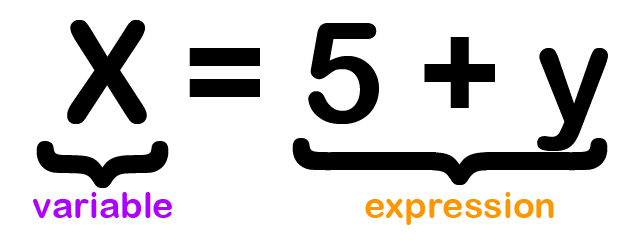 X = 5 + y
variable expression